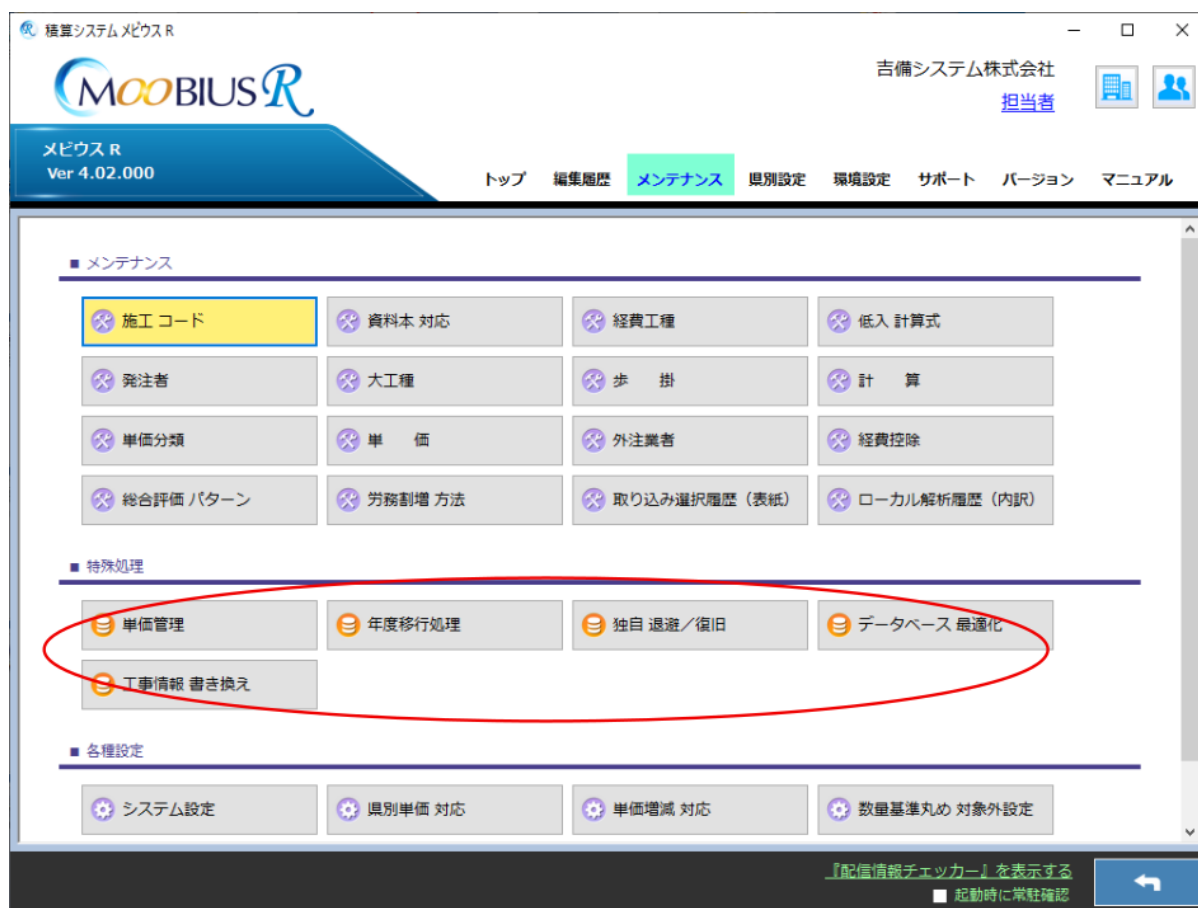 積算システム メビウス R
MOOBIUS R
吉備システム株式会社
担当者
メビウス R
Ver 4.02.000
トップ 編集履歴 メンテナンス 県別設定 環境設定 サポート バージョン マニュアル
■ メンテナンス
施工 コード 資料本 対応 経費工種 低入 計算式
発注者 大工種 歩　掛 計　算
単価分類 単　価 外注業者 経費控除
総合評価 パターン 労務割増 方法 取り込み選択履歴（表紙） ローカル解析履歴（内訳）
■ 特殊処理
単価管理 年度移行処理 独自 退避／復旧 データベース 最適化
工事情報 書き換え
■ 各種設定
システム設定 県別単価 対応 単価増減 対応 数量基準丸め 対象外設定
『配信情報チェッカー』を表示する
起動時に常駐確認